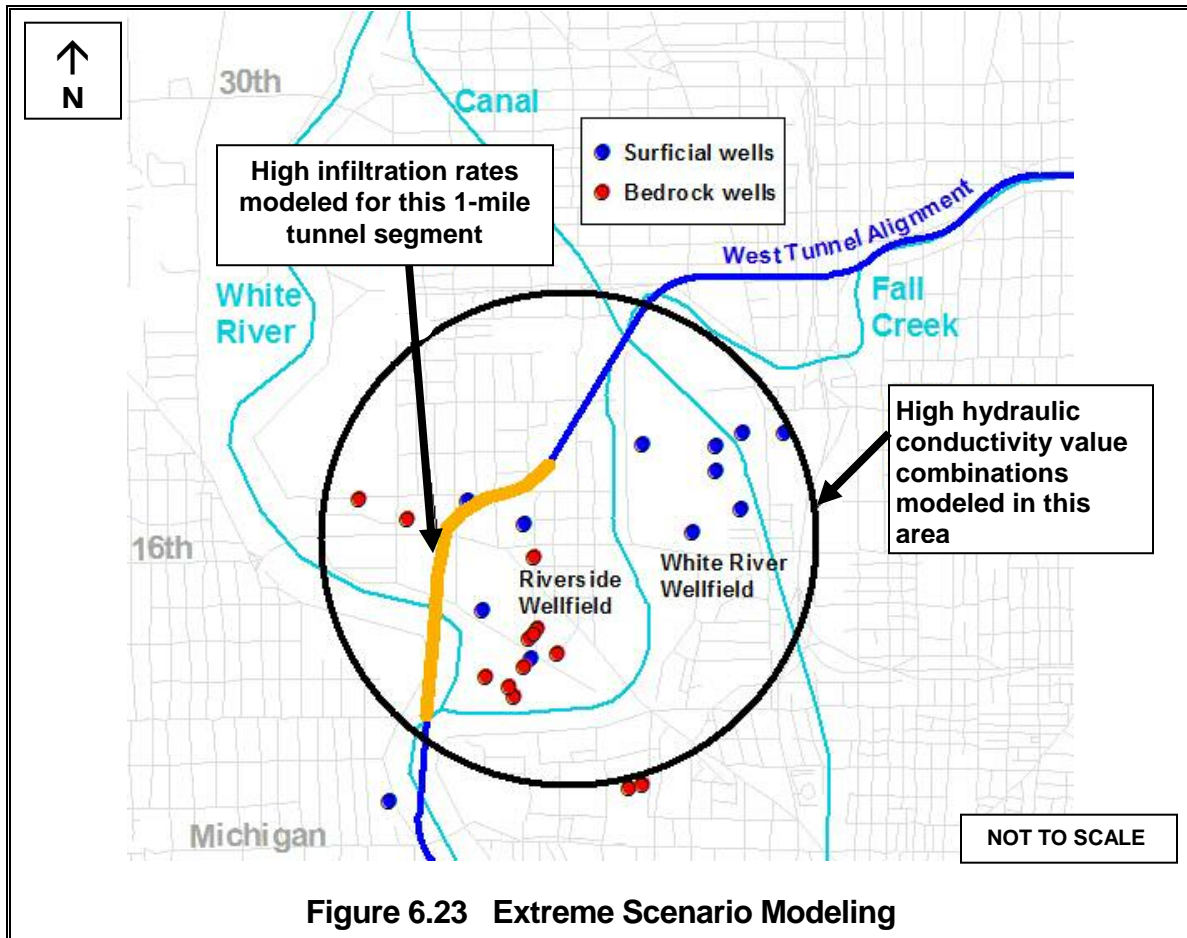 ↑
N
30th
Canal
Surficial wells
Bedrock wells
High infiltration rates
modeled for this 1-mile
tunnel segment
West Tunnel Alignment
White
River
Fall
Creek
High hydraulic
conductivity value
combinations
modeled in this
area
16th
Riverside
Wellfield
White River
Wellfield
Michigan
NOT TO SCALE
Figure 6.23 Extreme Scenario Modeling